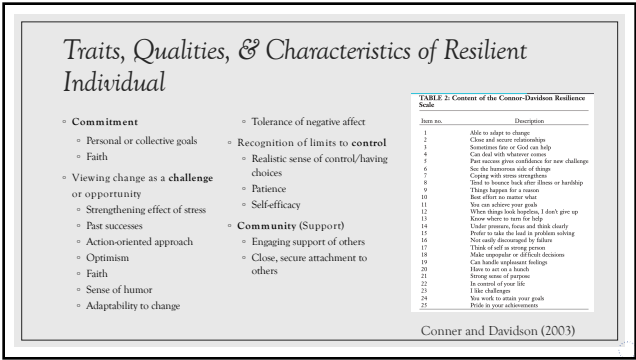 Traits, Qualities, & Characteristics of Resilient
Individual
▫ Commitment
▫ Personal or collective goals
▫ Faith
▫ Viewing change as a challenge
or opportunity
▫ Strengthening effect of stress
▫ Past successes
▫ Action-oriented approach
▫ Optimism
▫ Faith
▫ Sense of humor
▫ Adaptability to change
▫ Tolerance of negative affect
▫ Recognition of limits to control
▫ Realistic sense of control/having
choices
▫ Patience
▫ Self-efficacy
▫ Community (Support)
▫ Engaging support of others
▫ Close, secure attachment to
others
TABLE 2: Content of the Connor-Davidson Resilience
Scale
Item no. Description
1 Able to adapt to change
2 Close and secure relationships
3 Sometimes fate or God can help
4 Can deal with whatever comes
5 Past success gives confidence for new challenge
6 See the humorous side of things
7 Coping with stress strengthens
8 Tend to bounce back after illness or hardship
9 Things happen for a reason
10 Best effort no matter what
11 You can achieve your goals
12 When things look hopeless, I don't give up
13 Know where to turn for help
14 Under pressure, focus and think clearly
15 Prefer to take the lead in problem solving
16 Not easily discouraged by failure
17 Think of self as strong person
18 Make unpopular or difficult decisions
19 Can handle unpleasant feelings
20 Have to act on a hunch
21 Strong sense of purpose
22 In control of your life
23 I like challenges
24 You work to attain your goals
25 Pride in your achievements
Conner and Davidson (2003)